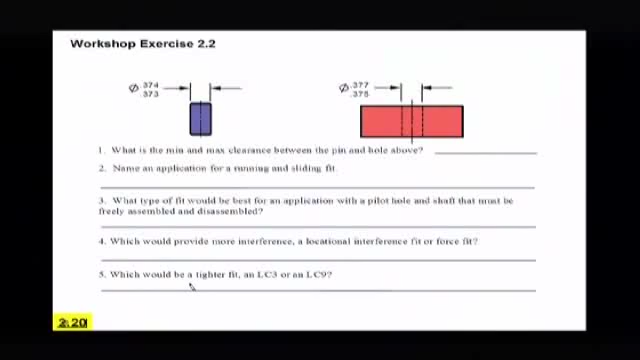 Workshop Exercise 2.2
Ø .374 Ø .377
.373 .375
1. What is the min and max clearance between the pin and hole above?
2. Name an application for a running and sliding fit.
3. What type of fit would be best for an application with a pilot hole and shaft that must be
freely assembled and disassembled?
4. Which would provide more interference, a locational interference fit or force fit?
5. Which would be a tighter fit, an LC3 or an LC9?
2.20